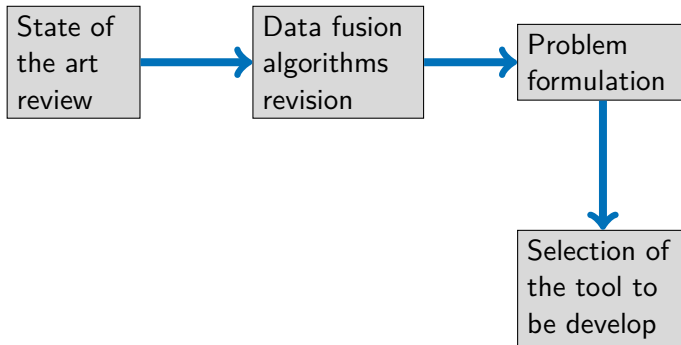 State of
the art
review
Data fusion
algorithms
revision
Problem
formulation
Selection of
the tool to
be develop